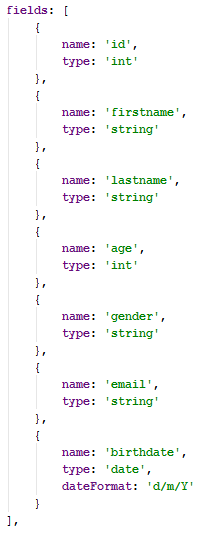 fields: [
    {
        name: 'id',
        type: 'int'
    },
    {
        name: 'firstname',
        type: 'string'
    },
    {
        name: 'lastname',
        type: 'string'
    },
    {
        name: 'age',
        type: 'int'
    },
    {
        name: 'gender',
        type: 'string'
    },
    {
        name: 'email',
        type: 'string'
    },
    {
        name: 'birthdate',
        type: 'date',
        dateFormat: 'd/m/Y'
    }
],